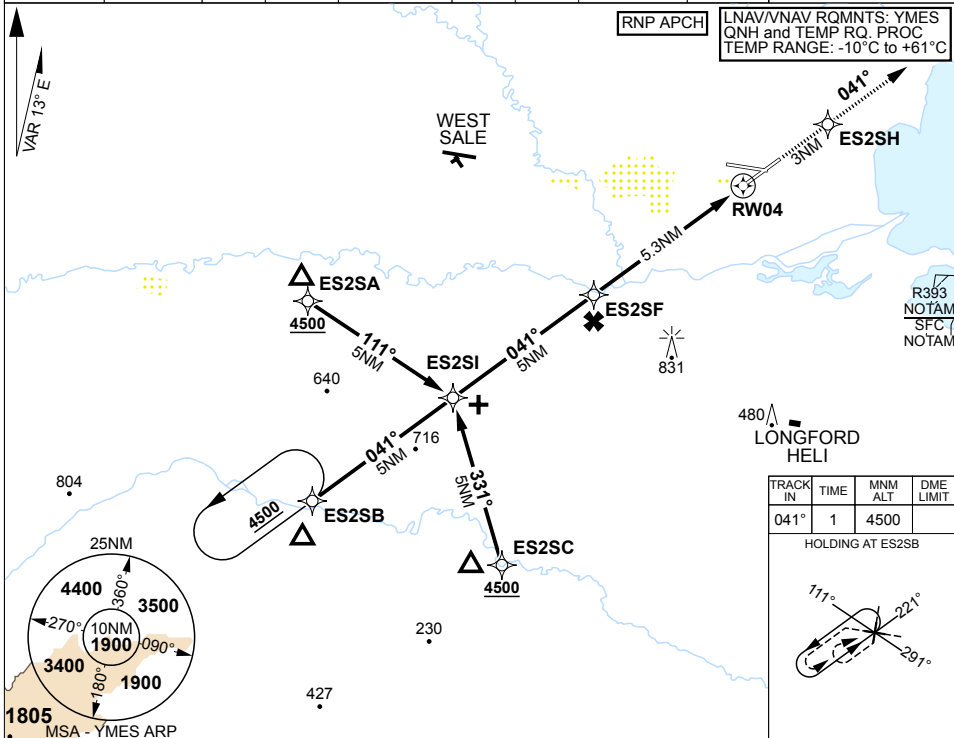 RNP APCH
LNAV/VNAV RQMNTS: YMES
QNH and TEMP RQ. PROC
TEMP RANGE: -10°C to +61°C
VAR 13° E
WEST
SALE
041°
ES2SH
3NM
RW04
5.3NM
ES2SA
4500
ES2SF
R393
NOTAM
SFC
NOTAM
111°
5NM
ES2SI
041°
5NM
831
640
716
480
LONGFORD
HELI
041°
5NM
331°
5NM
804
4500
ES2SB
ES2SC
4500
TRACK IN
TIME
MNM ALT
DME LIMIT
041°
1
4500
HOLDING AT ES2SB
111°
221°
291°
25NM
4400
360°
3500
270°
10NM
1900
090°
3400
180°
1900
230
427
1805
MSA - YMES ARP